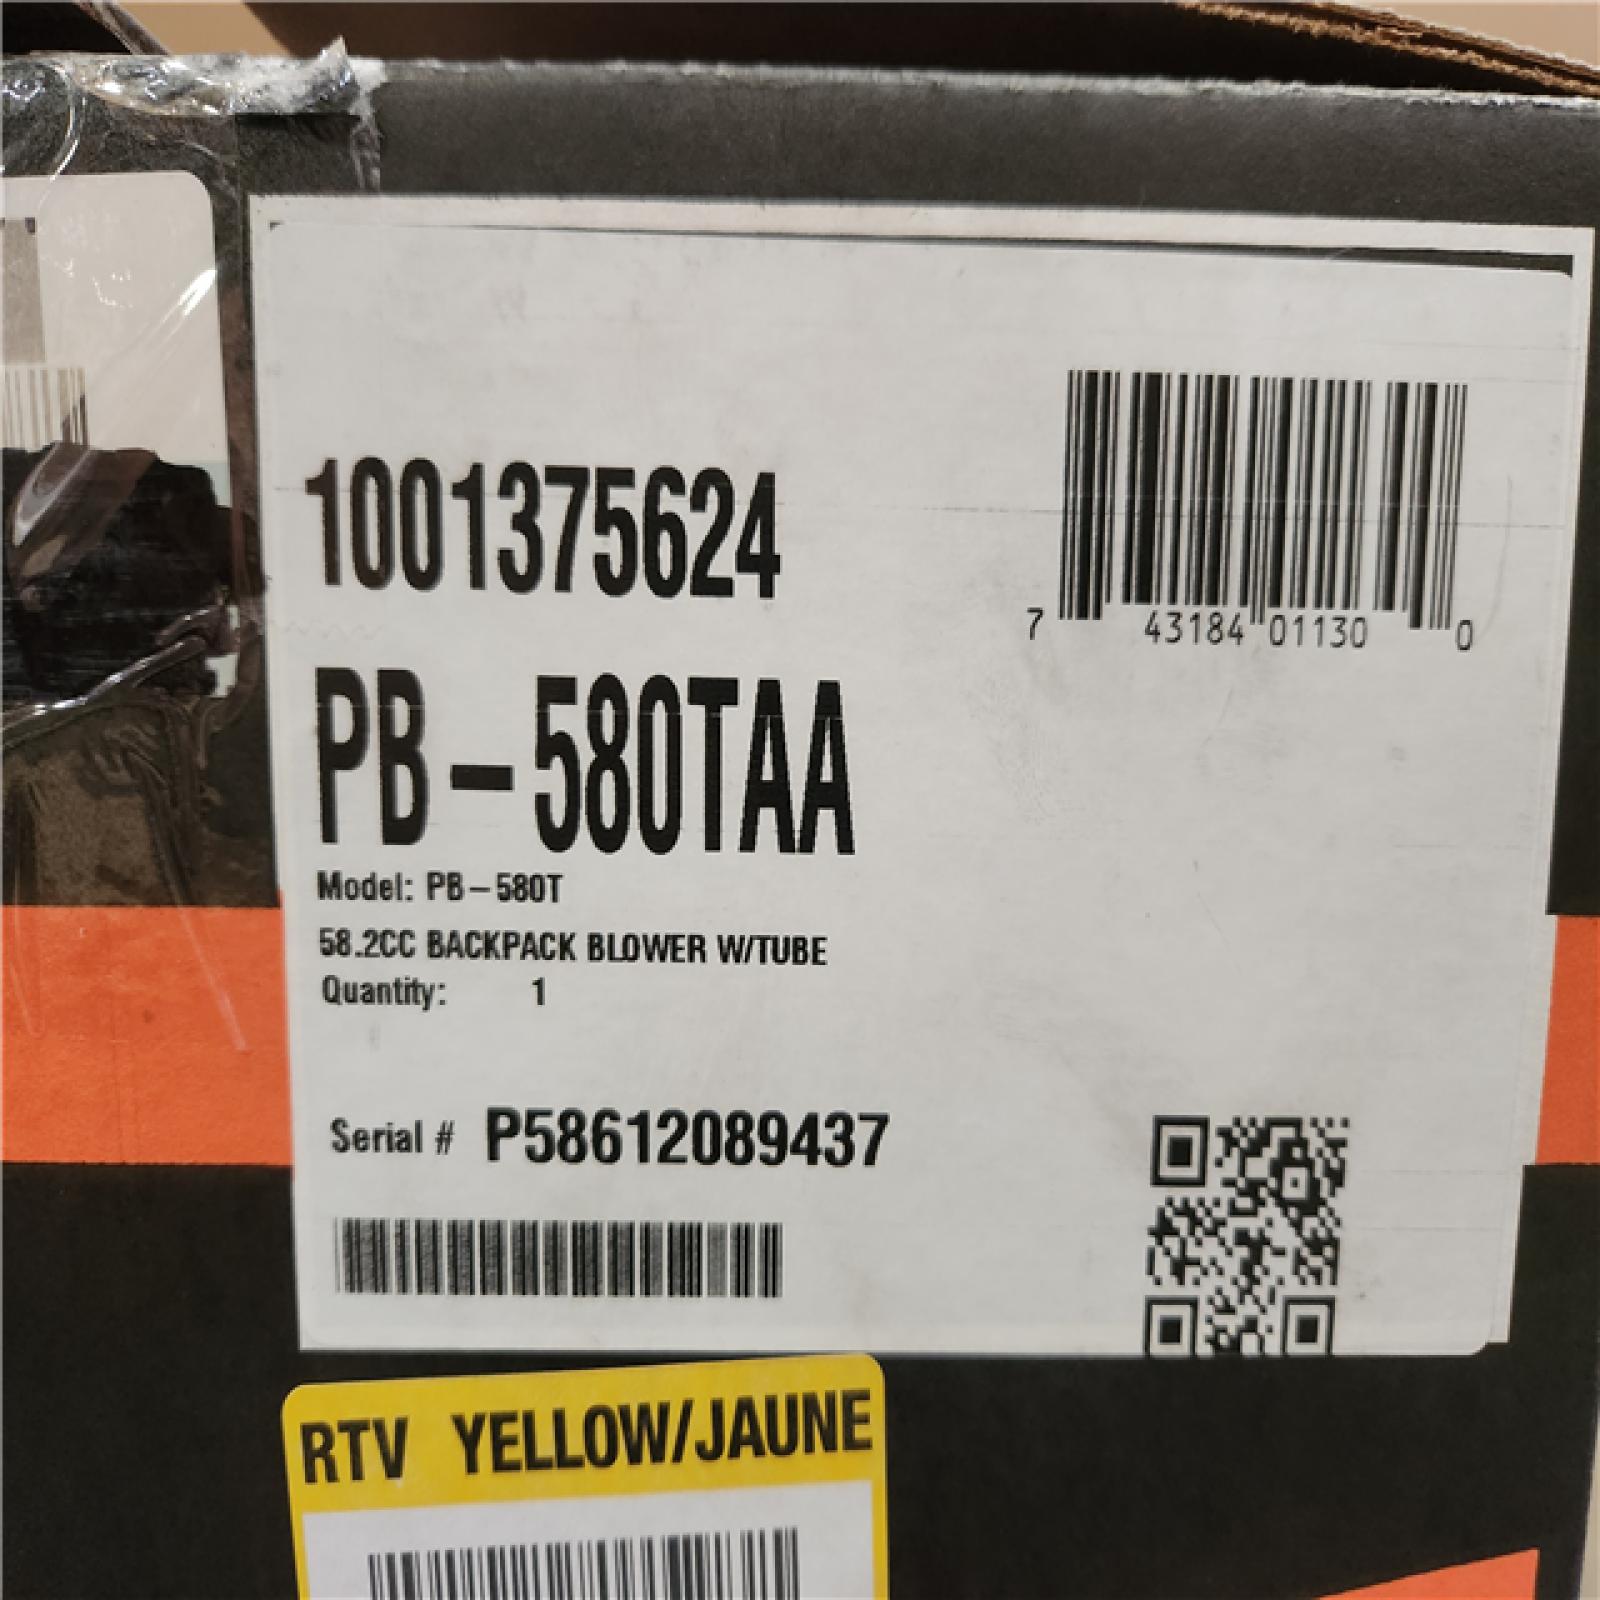 1001375624
7 43184 01130 0
PB-580TAA
Model: PB-580T
58.2CC BACKPACK BLOWER W/TUBE
Quantity: 1
Serial # P58612089437
RTV YELLOW/JAUNE